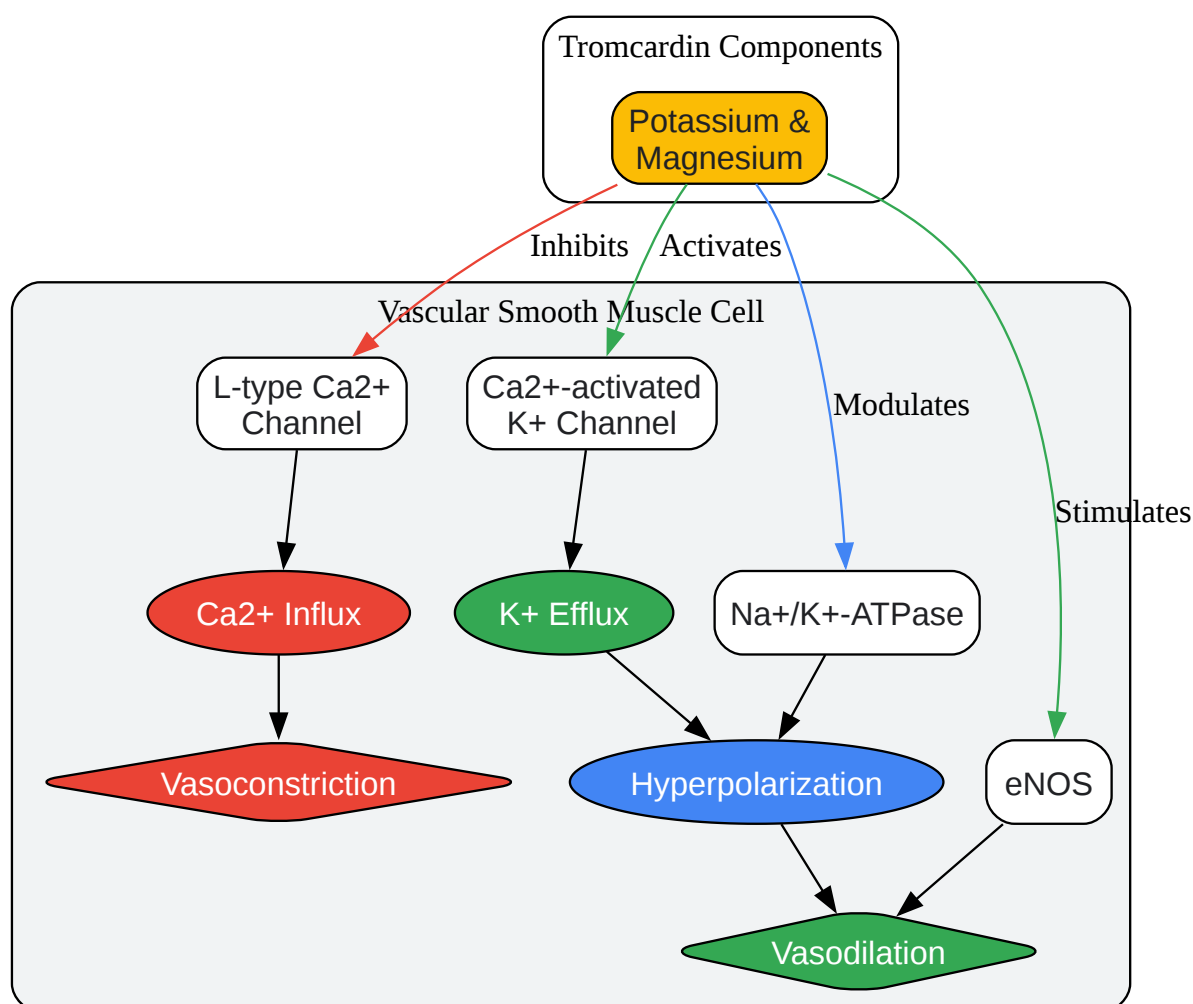 Tromcardin Components
Potassium &
Magnesium
Inhibits
Activates
Vascular Smooth Muscle Cell
L-type Ca2+
Channel
Ca2+-activated
K+ Channel
Modulates
Stimulates
Ca2+ Influx
K+ Efflux
Na+/K+-ATPase
Vasoconstriction
Hyperpolarization
eNOS
Vasodilation